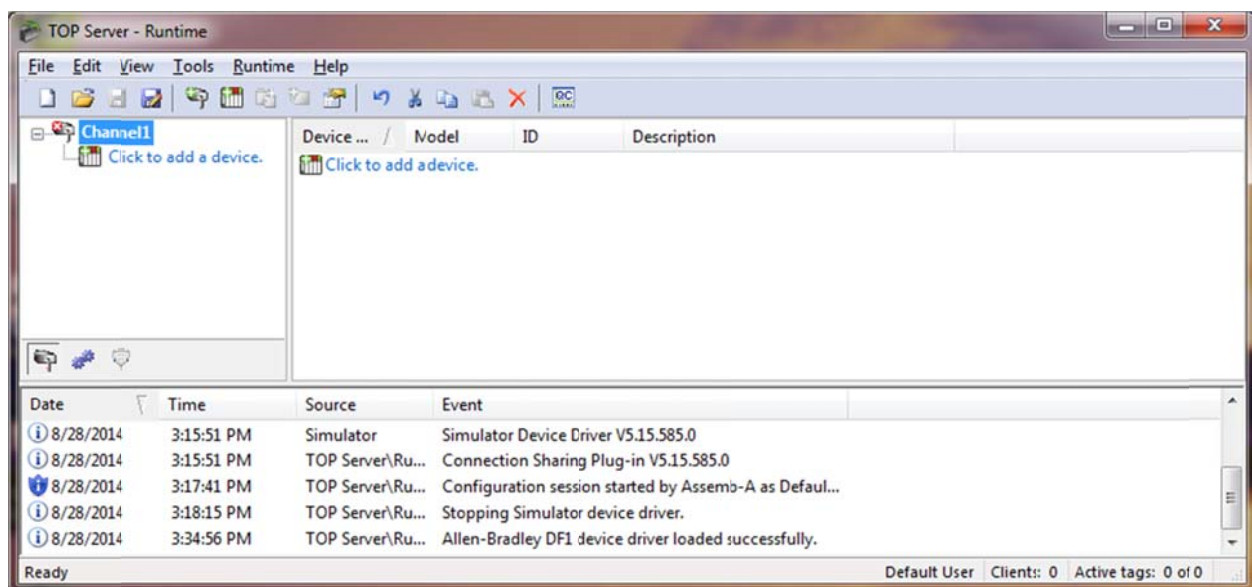 TOP Server - Runtime
File Edit View Tools Runtime Help
Channel1
Click to add a device.
Device ... Model ID Description
Click to add a device.
Date Time Source Event
8/28/2014 3:15:51 PM Simulator Simulator Device Driver V5.15.585.0
8/28/2014 3:15:51 PM TOP Server\Ru... Connection Sharing Plug-in V5.15.585.0
8/28/2014 3:17:41 PM TOP Server\Ru... Configuration session started by Assemb-A as Defaul...
8/28/2014 3:18:15 PM TOP Server\Ru... Stopping Simulator device driver.
8/28/2014 3:34:56 PM TOP Server\Ru... Allen-Bradley DF1 device driver loaded successfully.
Ready Default User Clients: 0 Active tags: 0 of 0